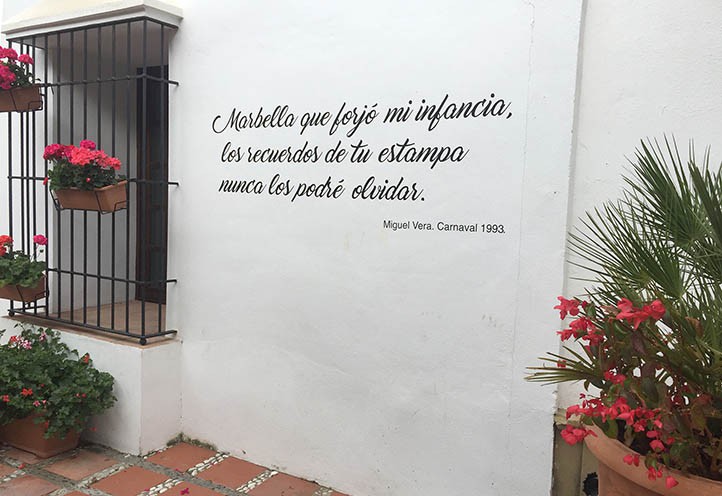 Marbella que forjó mi infancia,
los recuerdos de tu estampa
nunca los podré olvidar.
Miguel Vera. Carnaval 1993.